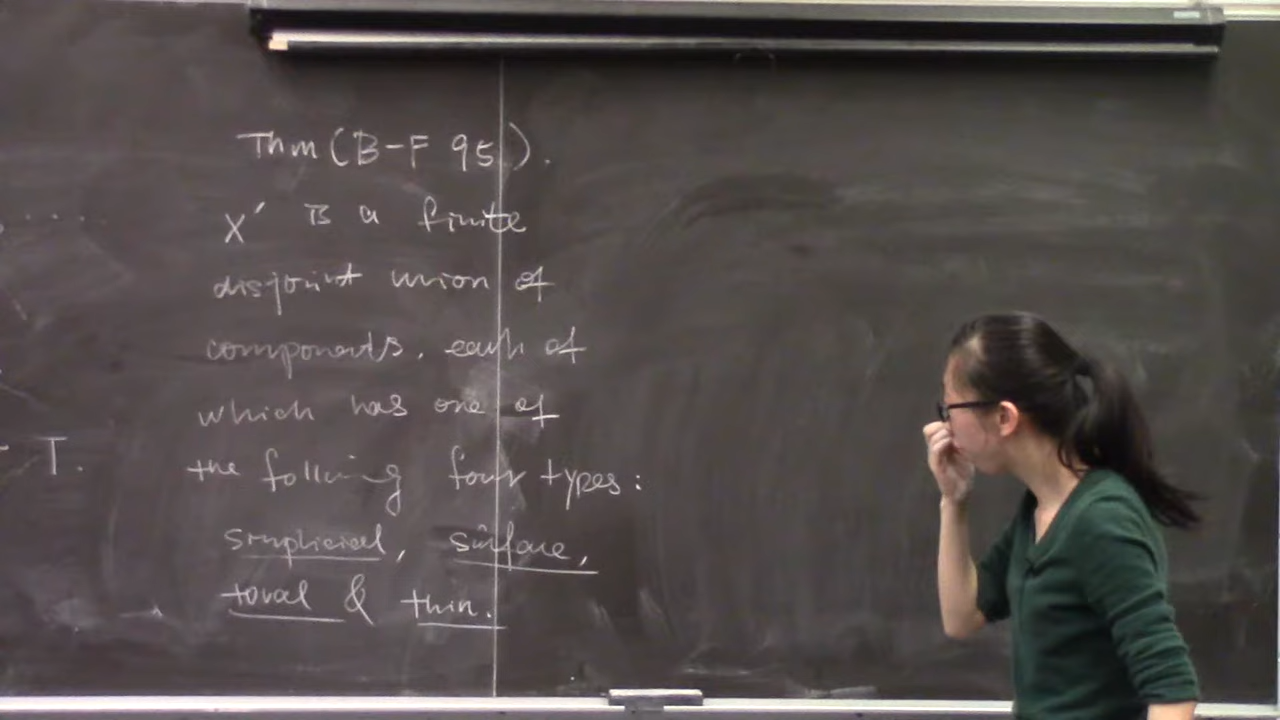 Thm (B-F 95).
X' is a finite
disjoint union of
components, each of
which has one of
T.
the following four types:
simplicial, surface,
toral & thin.